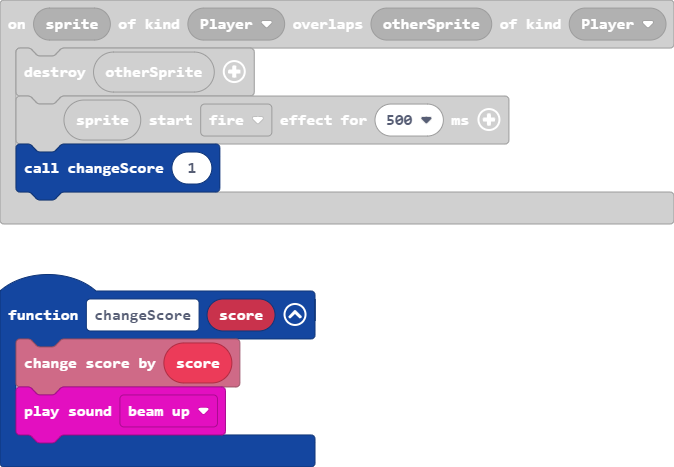 on sprite of kind Player overlaps otherSprite of kind Player
destroy otherSprite
sprite start fire effect for 500 ms
call changeScore 1
function changeScore score
change score by score
play sound beam up